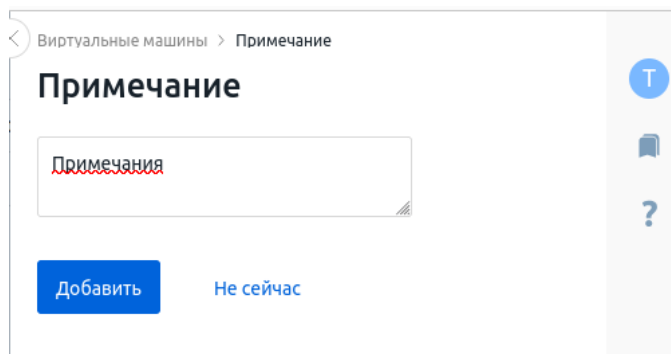 Виртуальные машины > Примечание
Примечание
Т
Примечания
?
Добавить Не сейчас